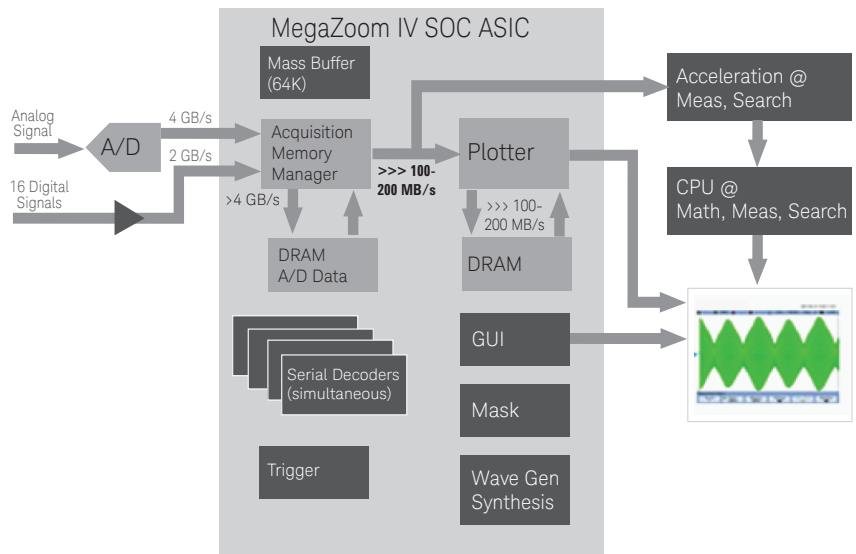 MegaZoom IV SOC ASIC
Mass Buffer
(64K)
Acceleration @
Meas, Search
Analog
Signal
A/D
4 GB/s
2 GB/s
16 Digital
Signals
Acquisition
Memory
Manager
>>> 100-
200 MB/s
Plotter
CPU @
Math, Meas, Search
>4 GB/s
>>> 100-
200 MB/s
DRAM
A/D Data
DRAM
Serial Decoders
(simultaneous)
GUI
Mask
Trigger
Wave Gen
Synthesis